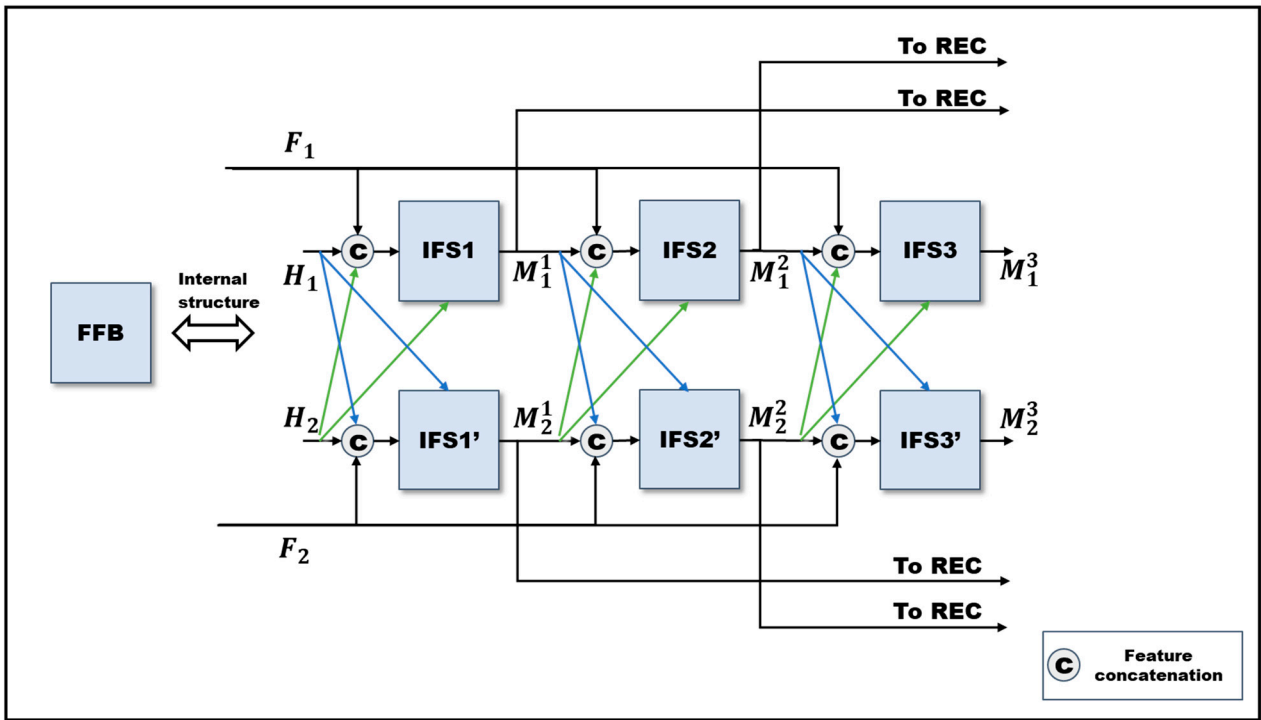 To REC
To REC
F₁
C IFS1 C IFS2 C IFS3
H₁ M₁¹ M₁² M₁³
Internal
structure
FFB
H₂ M₂¹ M₂² M₂³
C IFS1’ C IFS2’ C IFS3’
F₂
To REC
To REC
C Feature
concatenation